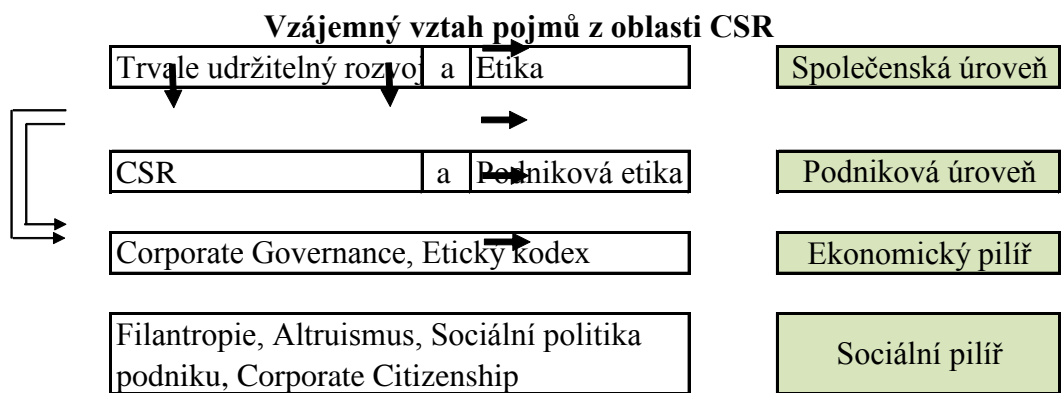 Vzájemný vztah pojmů z oblasti CSR
Trvale udržitelný rozvoj a Etika Společenská úroveň
CSR a Podniková etika Podniková úroveň
Corporate Governance, Etický kodex Ekonomický pilíř
Filantropie, Altruismus, Sociální politika
podniku, Corporate Citizenship
Sociální pilíř